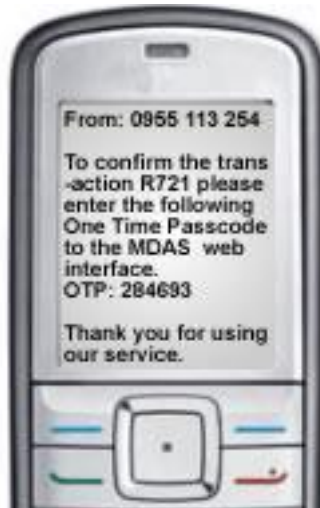 From: 0955 113 254
To confirm the trans
-action R721 please
enter the following
One Time Passcode
to the MDAS web
interface.
OTP: 284693
Thank you for using
our service.